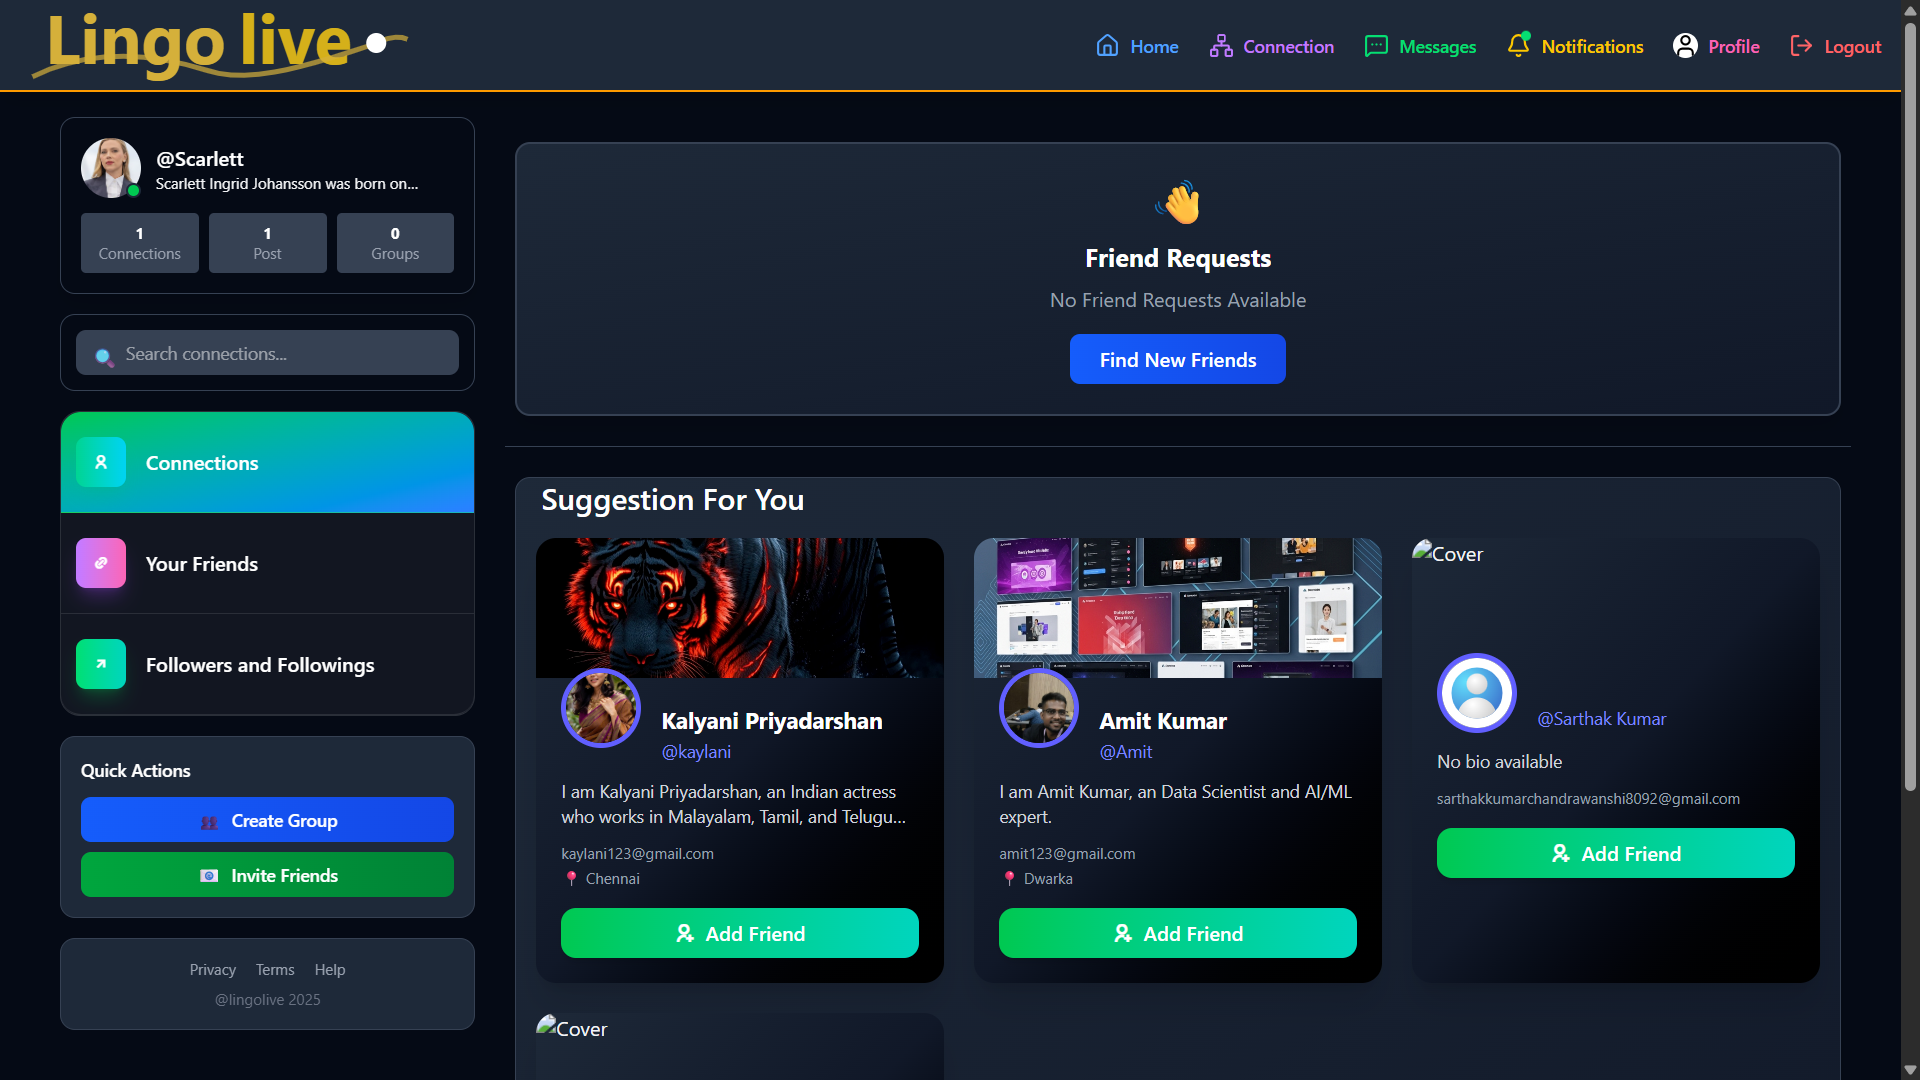 Lingo live
Home
Connection
Messages
Notifications
Profile
Logout
@Scarlett
Scarlett Ingrid Johansson was born on...
1
Connections
1
Post
0
Groups
Search connections...
Connections
Your Friends
Followers and Followings
Quick Actions
Create Group
Invite Friends
Privacy
Terms
Help
@lingolive 2025
Friend Requests
No Friend Requests Available
Find New Friends
Suggestion For You
Kalyani Priyadarshan
@kaylani
I am Kalyani Priyadarshan, an Indian actress
who works in Malayalam, Tamil, and Telugu...
kaylani123@gmail.com
Chennai
Add Friend
Amit Kumar
@Amit
I am Amit Kumar, an Data Scientist and AI/ML
expert.
amit123@gmail.com
Dwarka
Add Friend
Cover
@Sarthak Kumar
No bio available
sarthakkumarchandrawanshi8092@gmail.com
Add Friend
Cover